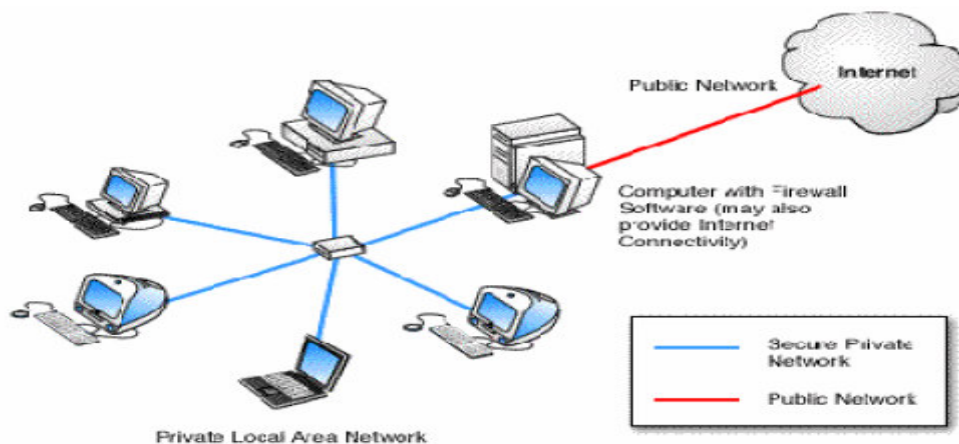 Internet
Public Network
Computer with Firewall
Software (may also
provide Internet
Connectivity)
Secure Private
Network
Public Network
Private Local Area Network